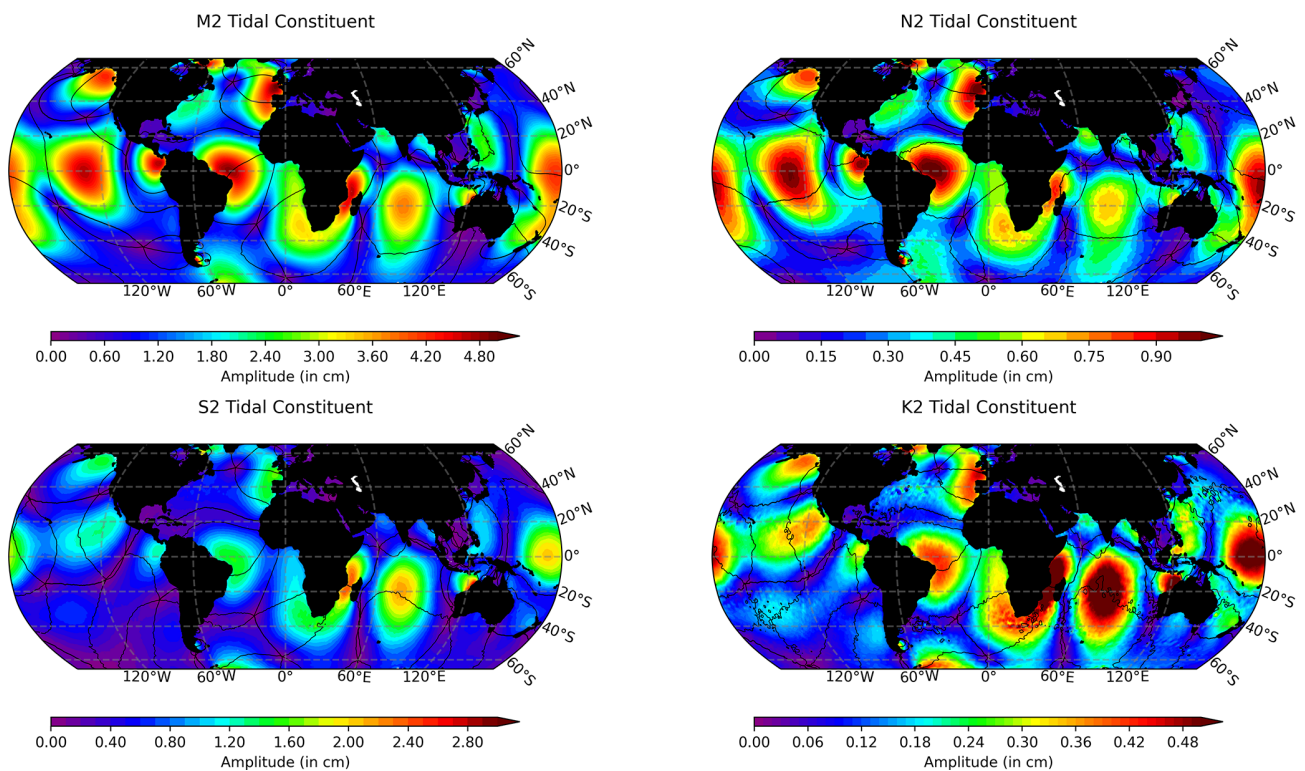 M2 Tidal Constituent
60°N
40°N
20°N
0°
20°S
40°S
60°S
120°W 60°W 0° 60°E 120°E
0.00 0.60 1.20 1.80 2.40 3.00 3.60 4.20 4.80
Amplitude (in cm)
N2 Tidal Constituent
60°N
40°N
20°N
0°
20°S
40°S
60°S
120°W 60°W 0° 60°E 120°E
0.00 0.15 0.30 0.45 0.60 0.75 0.90
Amplitude (in cm)
S2 Tidal Constituent
60°N
40°N
20°N
0°
20°S
40°S
60°S
120°W 60°W 0° 60°E 120°E
0.00 0.40 0.80 1.20 1.60 2.00 2.40 2.80
Amplitude (in cm)
K2 Tidal Constituent
60°N
40°N
20°N
0°
20°S
40°S
60°S
120°W 60°W 0° 60°E 120°E
0.00 0.06 0.12 0.18 0.24 0.30 0.36 0.42 0.48
Amplitude (in cm)